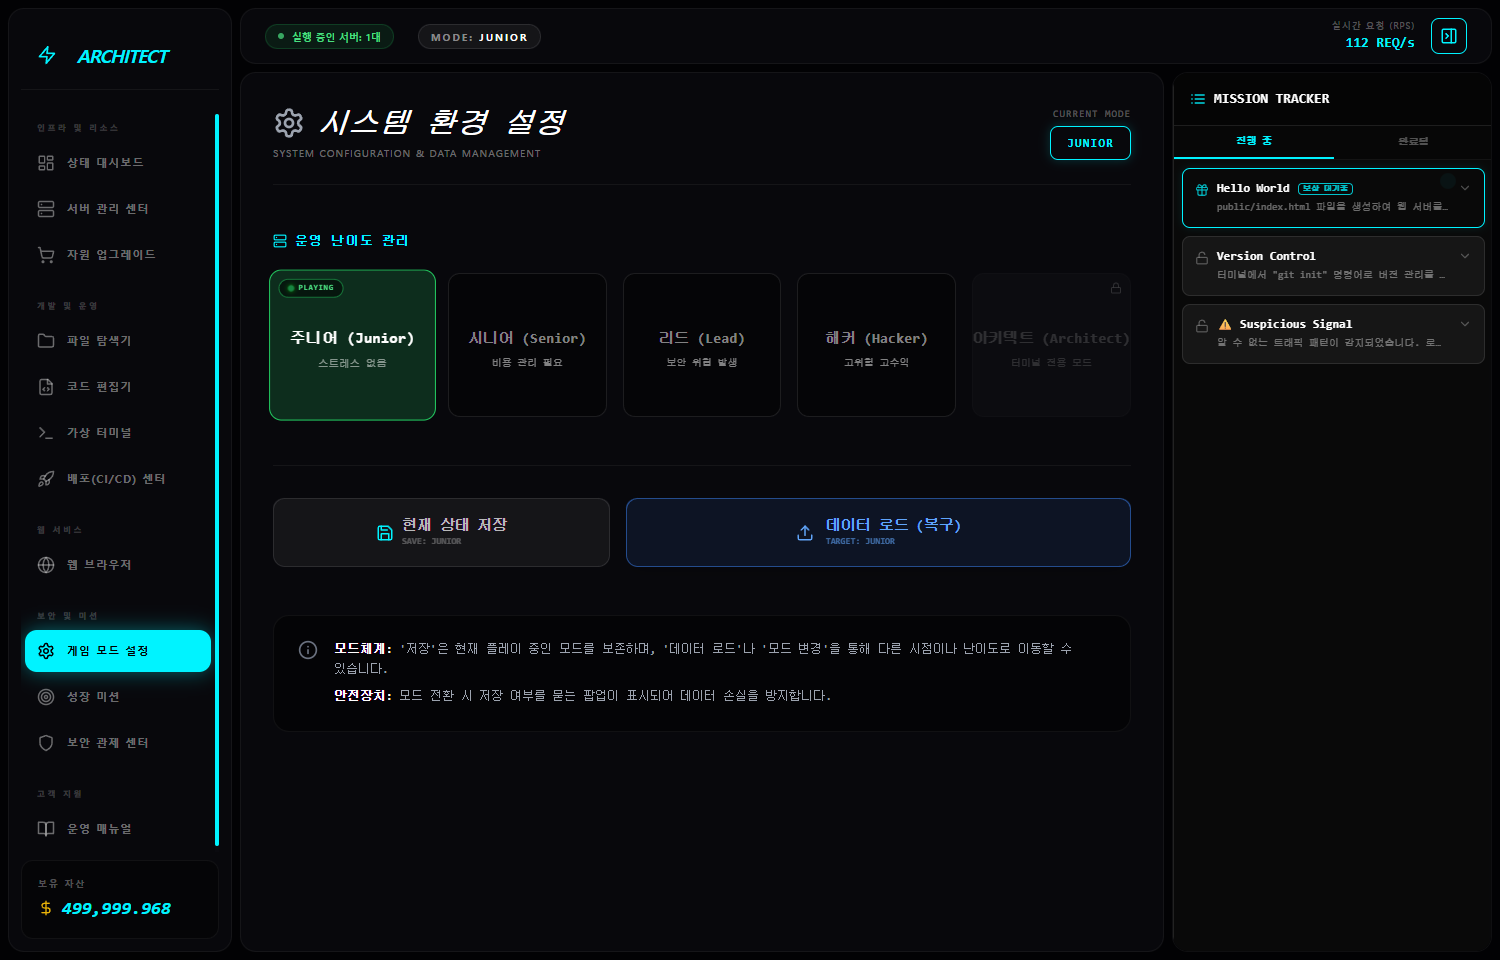 ARCHITECT
인프라 및 리소스
상태 대시보드
서버 관리 센터
자원 업그레이드
개발 및 운영
파일 탐색기
코드 편집기
가상 터미널
배포(CI/CD) 센터
웹 서비스
웹 브라우저
보안 및 미션
게임 모드 설정
성장 미션
보안 관제 센터
고객 지원
운영 매뉴얼
보유 자산
$ 499,999.968
실행 중인 서버: 1대
MODE: JUNIOR
실시간 요청 (RPS)
112 REQ/s
시스템 환경 설정
SYSTEM CONFIGURATION & DATA MANAGEMENT
CURRENT MODE
JUNIOR
운영 난이도 관리
PLAYING
주니어 (Junior)
스트레스 없음
시니어 (Senior)
비용 관리 필요
리드 (Lead)
보안 위협 발생
해커 (Hacker)
고위험 고수익
아키텍트 (Architect)
터미널 전용 모드
현재 상태 저장
SAVE: JUNIOR
데이터 로드 (복구)
TARGET: JUNIOR
모드체계: '저장'은 현재 플레이 중인 모드를 보존하며, '데이터 로드'나 '모드 변경'을 통해 다른 시점이나 난이도로 이동할 수
있습니다.
안전장치: 모드 전환 시 저장 여부를 묻는 팝업이 표시되어 데이터 손실을 방지합니다.
MISSION TRACKER
진행 중
완료됨
Hello World 보상 대기중
public/index.html 파일을 생성하여 웹 서버를…
Version Control
터미널에서 "git init" 명령어로 버전 관리를 …
Suspicious Signal
알 수 없는 트래픽 패턴이 감지되었습니다. 로…